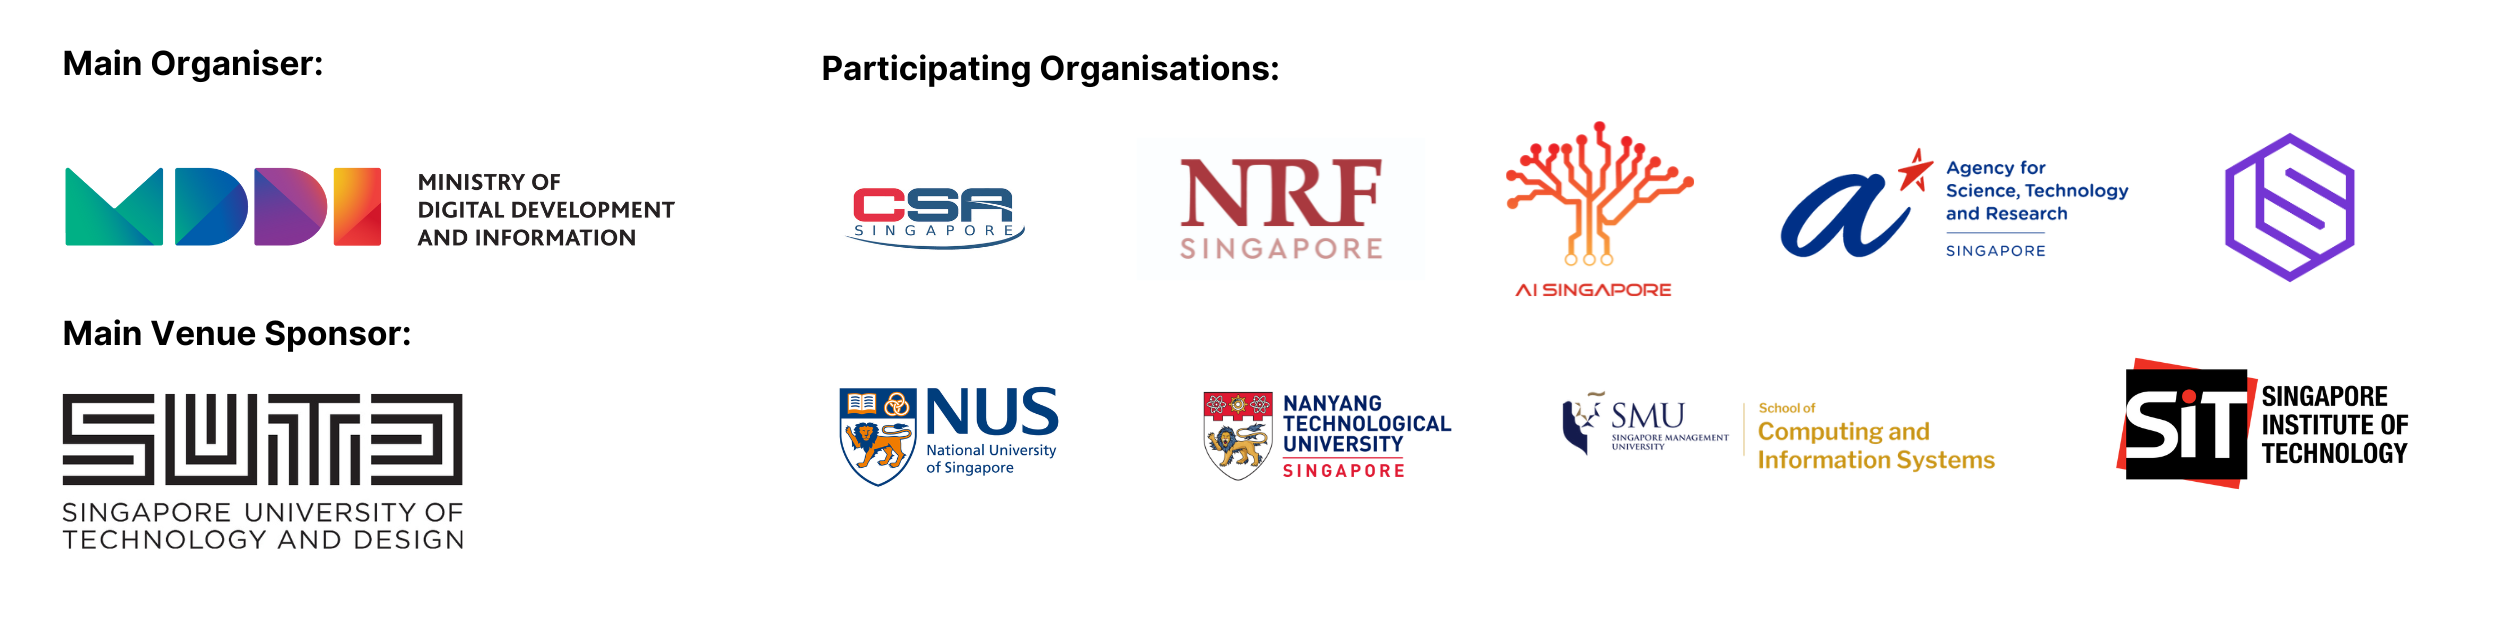 Main Organiser:
MDDI
MINISTRY OF
DIGITAL DEVELOPMENT
AND INFORMATION
Main Venue Sponsor:
SUTD
SINGAPORE UNIVERSITY OF
TECHNOLOGY AND DESIGN
Participating Organisations:
CSA
SINGAPORE
NRF
SINGAPORE
AI SINGAPORE
a
Agency for
Science, Technology
and Research
SINGAPORE
NUS
National University
of Singapore
NANYANG
TECHNOLOGICAL
UNIVERSITY
SINGAPORE
SMU
SINGAPORE MANAGEMENT
UNIVERSITY
School of
Computing and
Information Systems
SiT
SINGAPORE
INSTITUTE OF
TECHNOLOGY